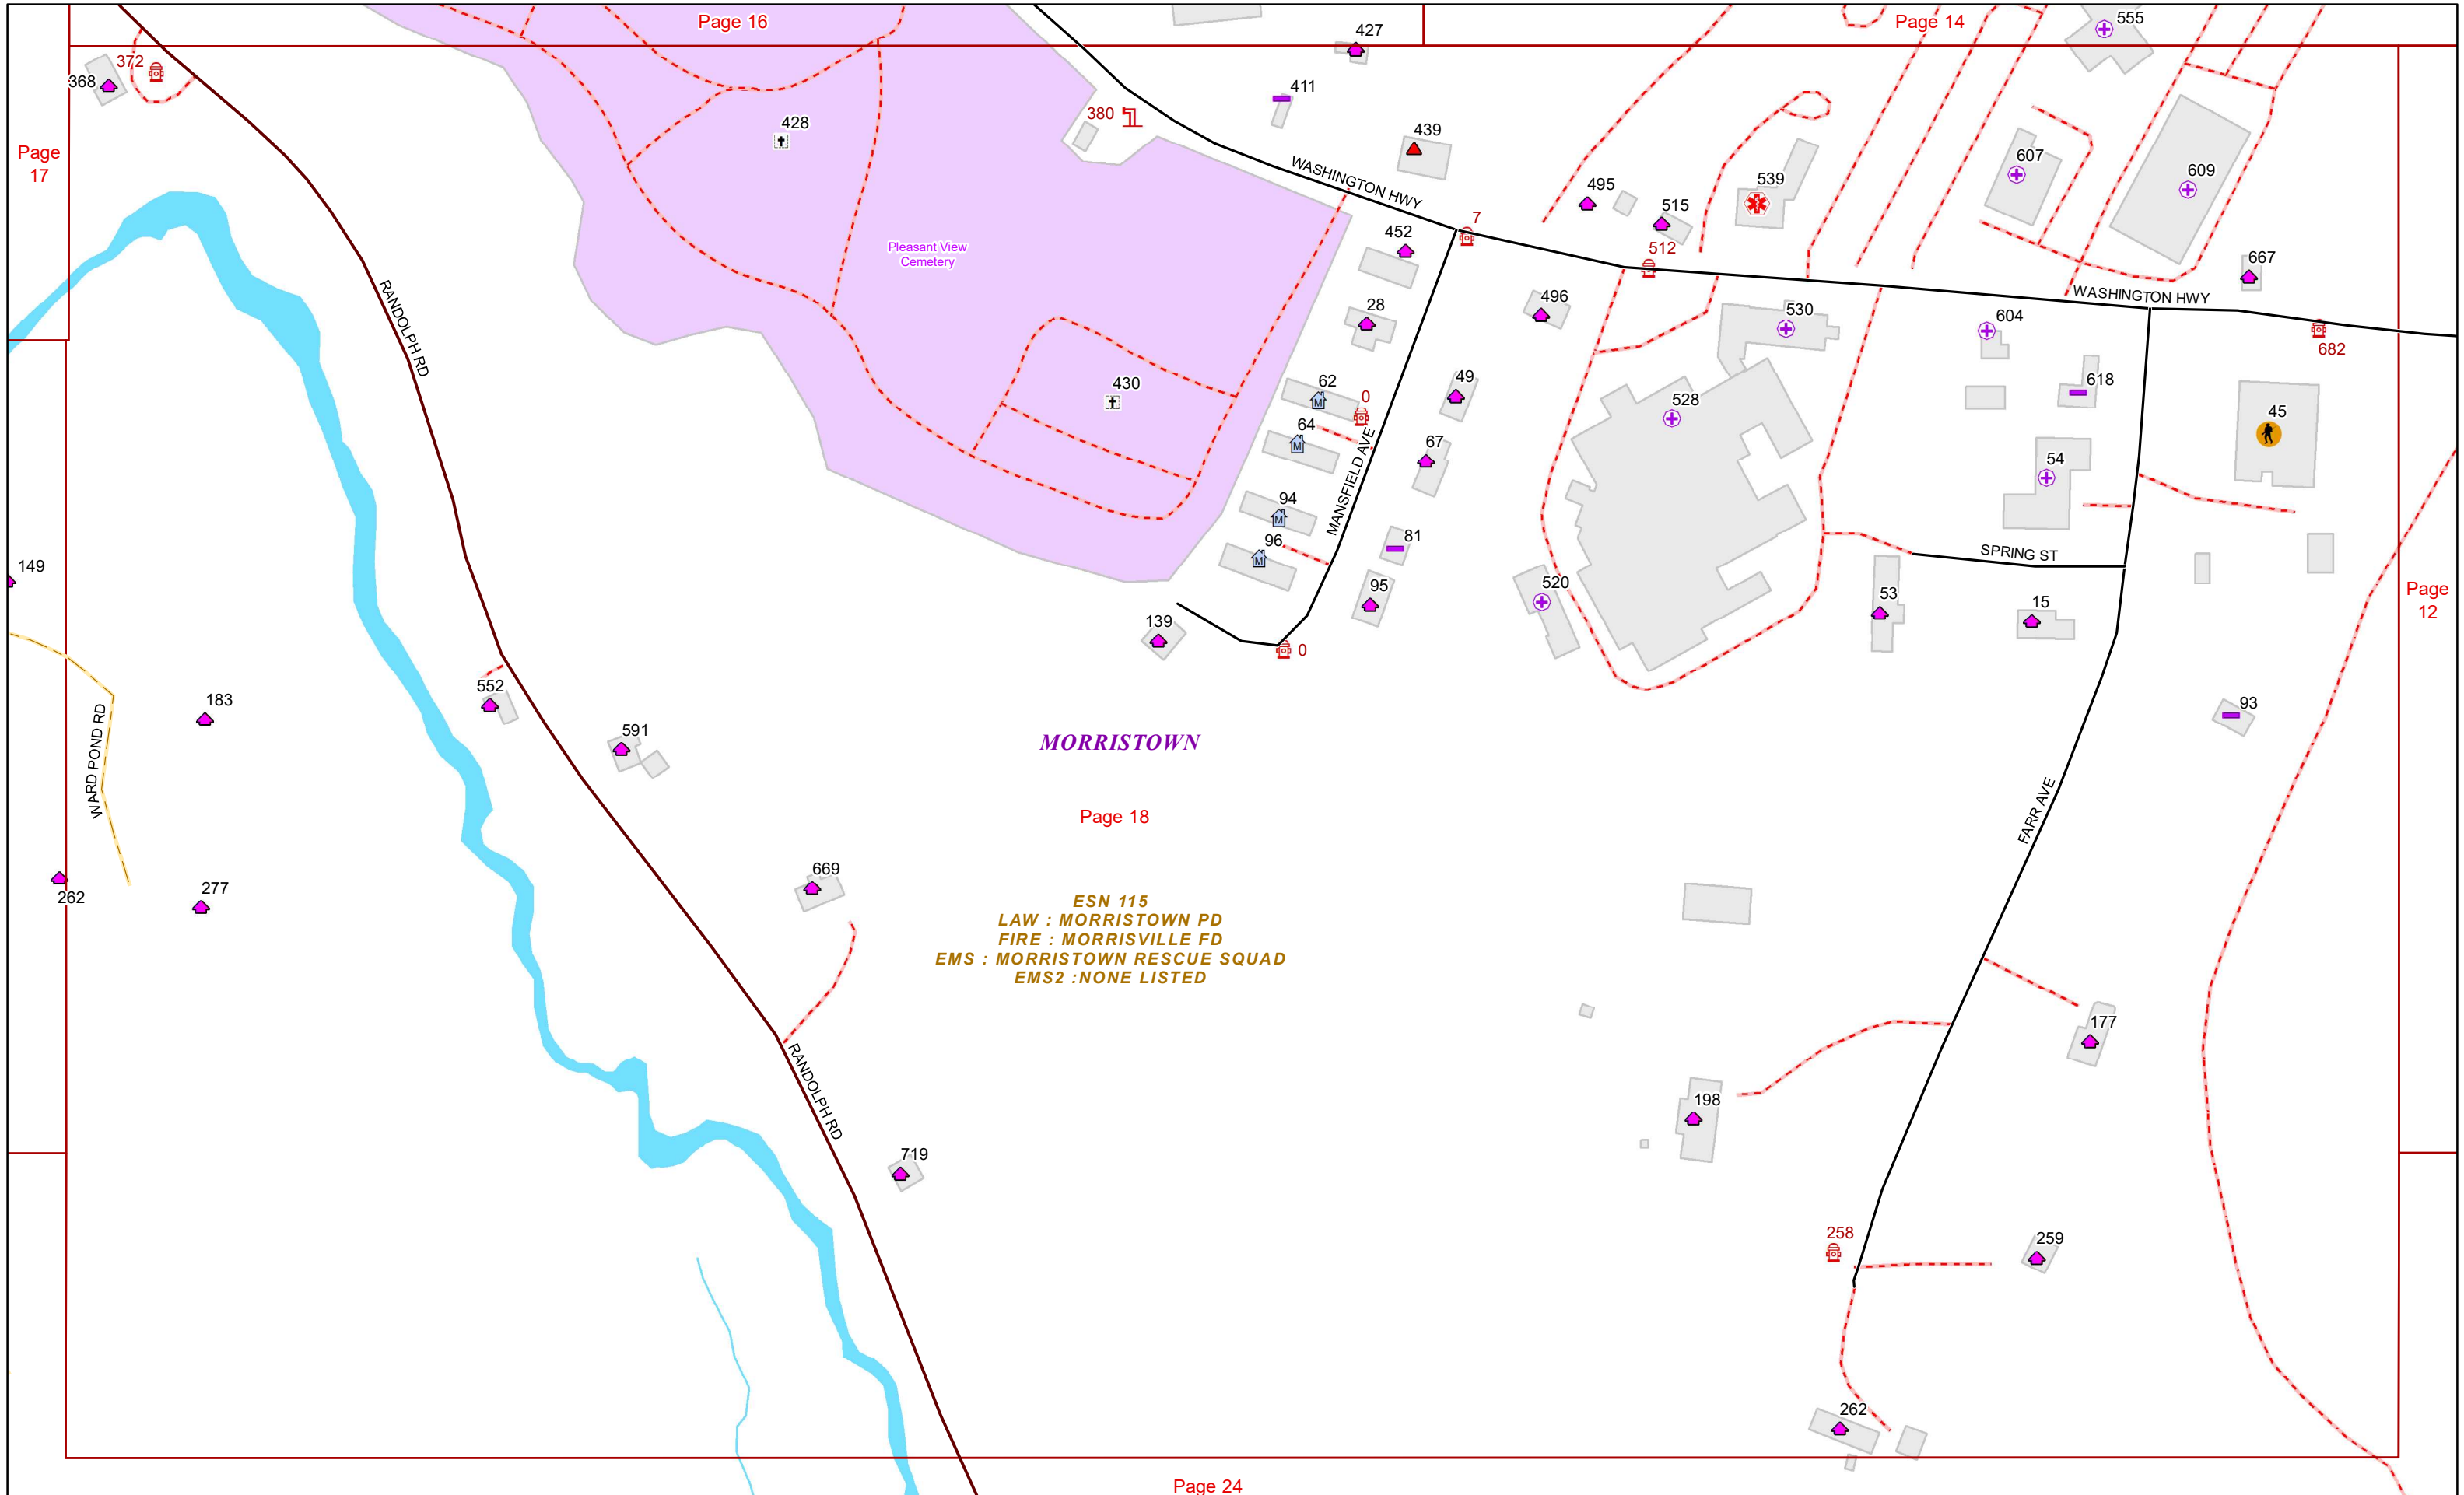 Page 16
Page 14
555
427
372
368
411
380
428
439
Page
17
607
609
WASHINGTON HWY
539
495
515
7
452
512
Pleasant View
Cemetery
667
RANDOLPH RD
28
496
WASHINGTON HWY
530
604
682
62
0
49
618
430
528
45
64
67
MANSFIELD AVE
54
94
96
81
SPRING ST
149
95
520
53
15
Page
12
139
0
183
552
591
93
WARD POND RD
MORRISTOWN
Page 18
FARR AVE
669
262
277
ESN 115
LAW : MORRISTOWN PD
FIRE : MORRISVILLE FD
EMS : MORRISTOWN RESCUE SQUAD
EMS2 :NONE LISTED
177
RANDOLPH RD
198
719
258
259
262
Page 24
M
M
M
M